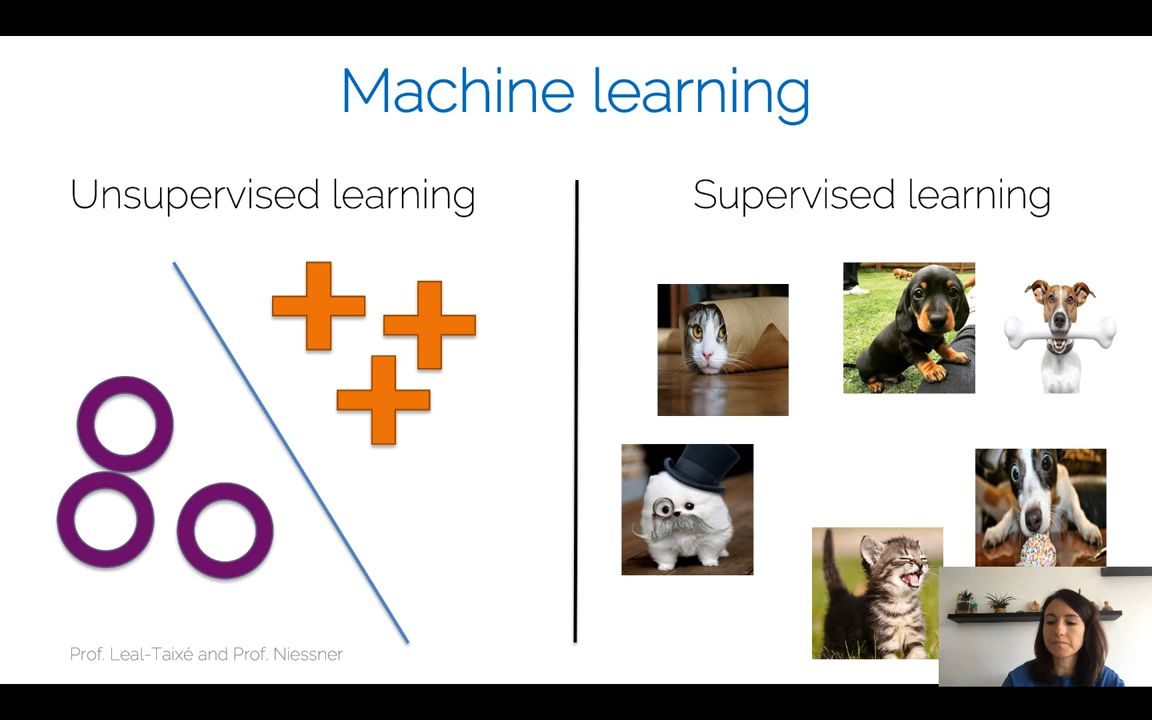 Machine learning
Unsupervised learning
Supervised learning
Prof. Leal-Taixé and Prof. Niessner